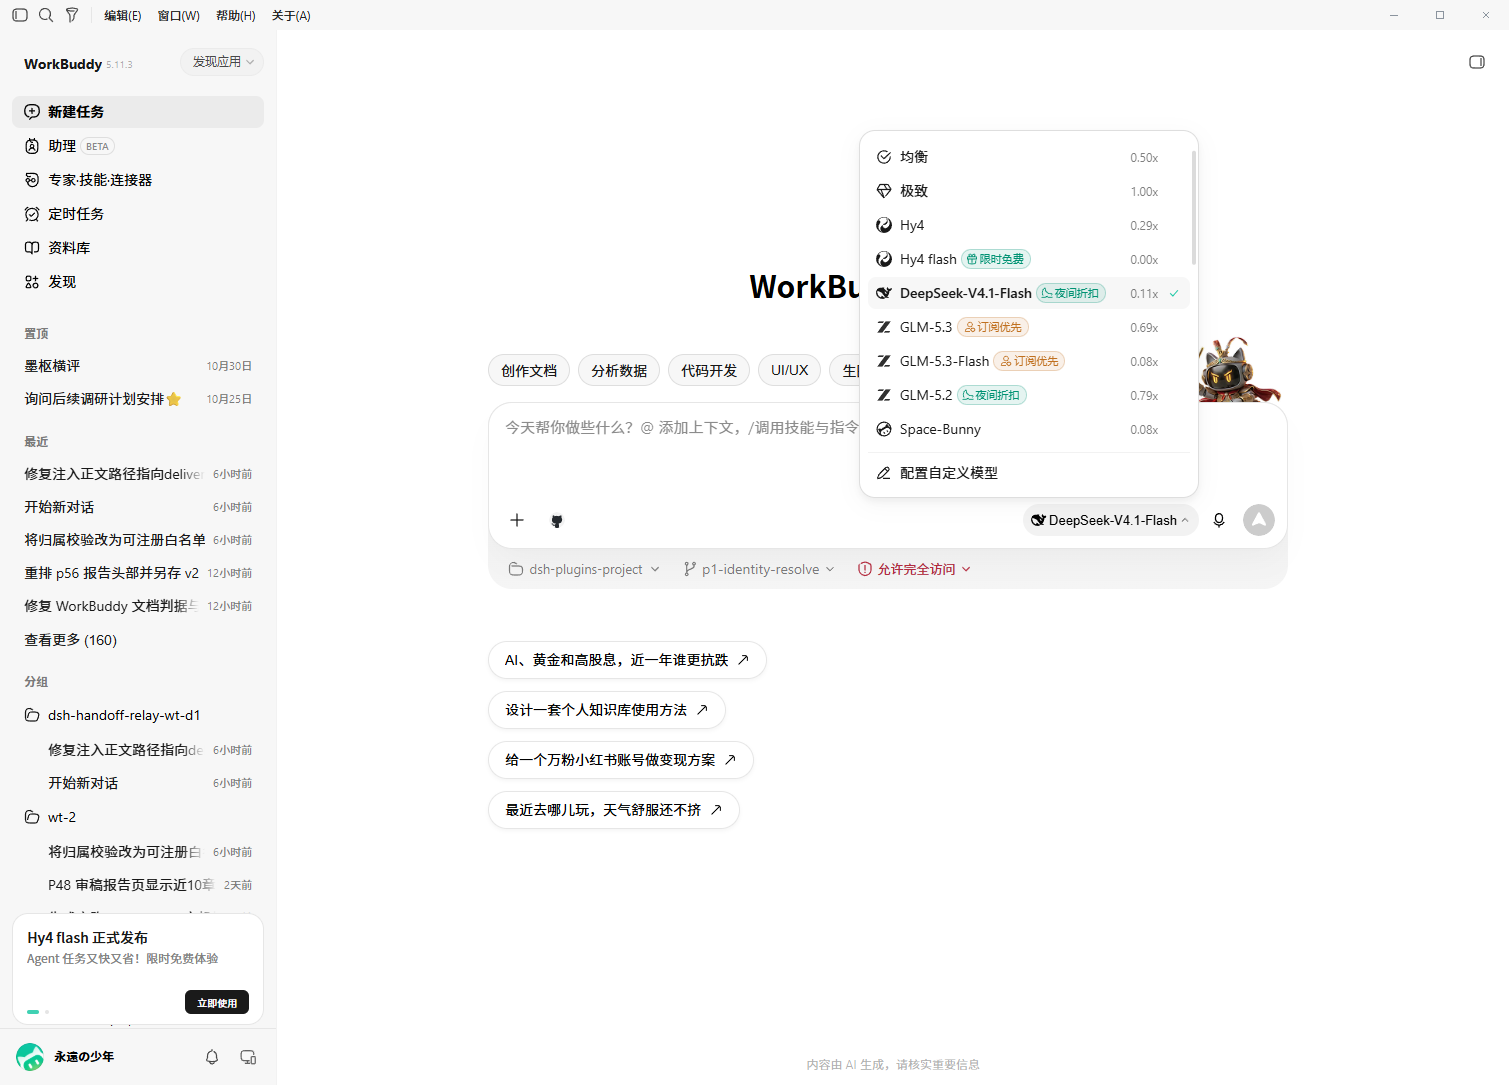 编辑(E) 窗口(W) 帮助(H) 关于(A)
WorkBuddy 5.11.3 发现应用
新建任务
助理 BETA
专家·技能·连接器
定时任务
资料库
发现
置顶
墨枢横评 10月30日
询问后续调研计划安排⭐ 10月25日
最近
修复注入正文路径指向deliver 6小时前
开始新对话 6小时前
将归属校验改为可注册白名单 6小时前
重排 p56 报告头部并另存 v2 12小时前
修复 WorkBuddy 文档判据与 12小时前
查看更多 (160)
分组
dsh-handoff-relay-wt-d1
修复注入正文路径指向de 6小时前
开始新对话 6小时前
wt-2
将归属校验改为可注册白 6小时前
P48 审稿报告页显示近10章 2天前
Hy4 flash 正式发布
Agent 任务又快又省！限时免费体验
立即使用
永遠の少年
WorkBu
创作文档 分析数据 代码开发 UI/UX 生
今天帮你做些什么？@ 添加上下文，/调用技能与指令
均衡 0.50x
极致 1.00x
Hy4 0.29x
Hy4 flash 限时免费 0.00x
DeepSeek-V4.1-Flash 夜间折扣 0.11x
GLM-5.3 订阅优先 0.69x
GLM-5.3-Flash 订阅优先 0.08x
GLM-5.2 夜间折扣 0.79x
Space-Bunny 0.08x
配置自定义模型
DeepSeek-V4.1-Flash
dsh-plugins-project p1-identity-resolve 允许完全访问
AI、黄金和高股息，近一年谁更抗跌
设计一套个人知识库使用方法
给一个万粉小红书账号做变现方案
最近去哪儿玩，天气舒服还不挤
内容由 AI 生成，请核实重要信息